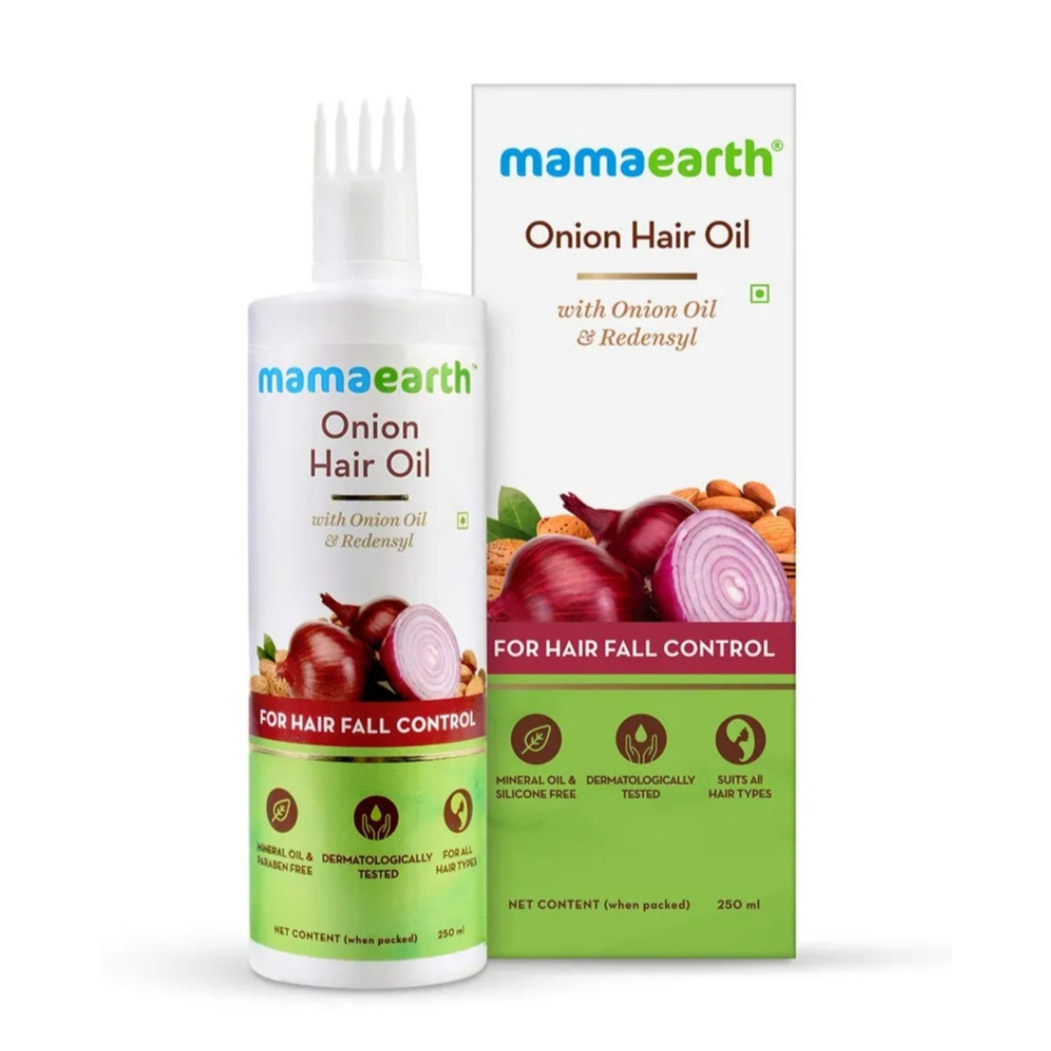 mamaearth™
Onion
Hair Oil
with Onion Oil
& Redensyl
FOR HAIR FALL CONTROL
MINERAL OIL &
PARABEN FREE
DERMATOLOGICALLY
TESTED
FOR ALL
HAIR TYPES
NET CONTENT (when packed) 250 ml
mamaearth®
Onion Hair Oil
with Onion Oil
& Redensyl
FOR HAIR FALL CONTROL
MINERAL OIL &
SILICONE FREE
DERMATOLOGICALLY
TESTED
SUITS All
HAIR TYPES
NET CONTENT (when packed) 250 ml